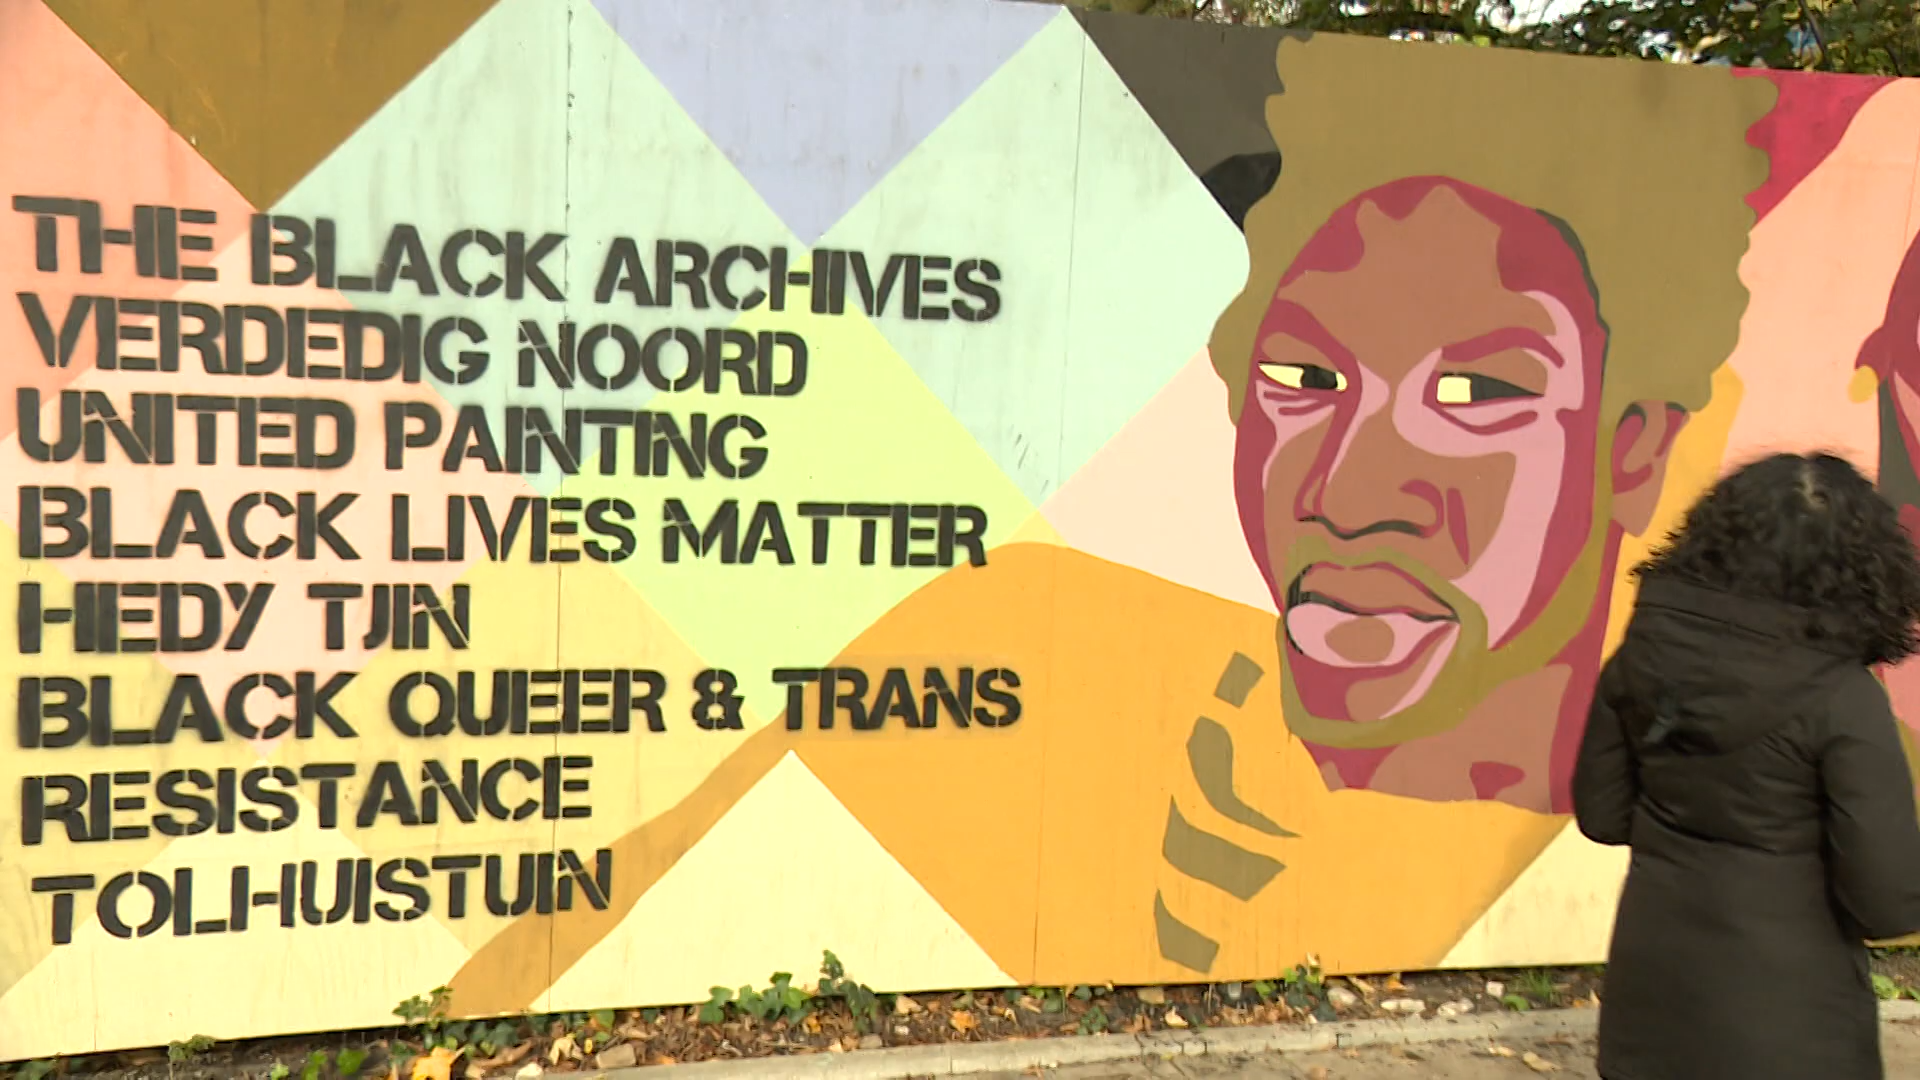 THE BLACK ARCHIVES
VERDEDIG NOORD
UNITED PAINTING
BLACK LIVES MATTER
HEDY TJIN
BLACK QUEER & TRANS
RESISTANCE
TOLHUISTUIN